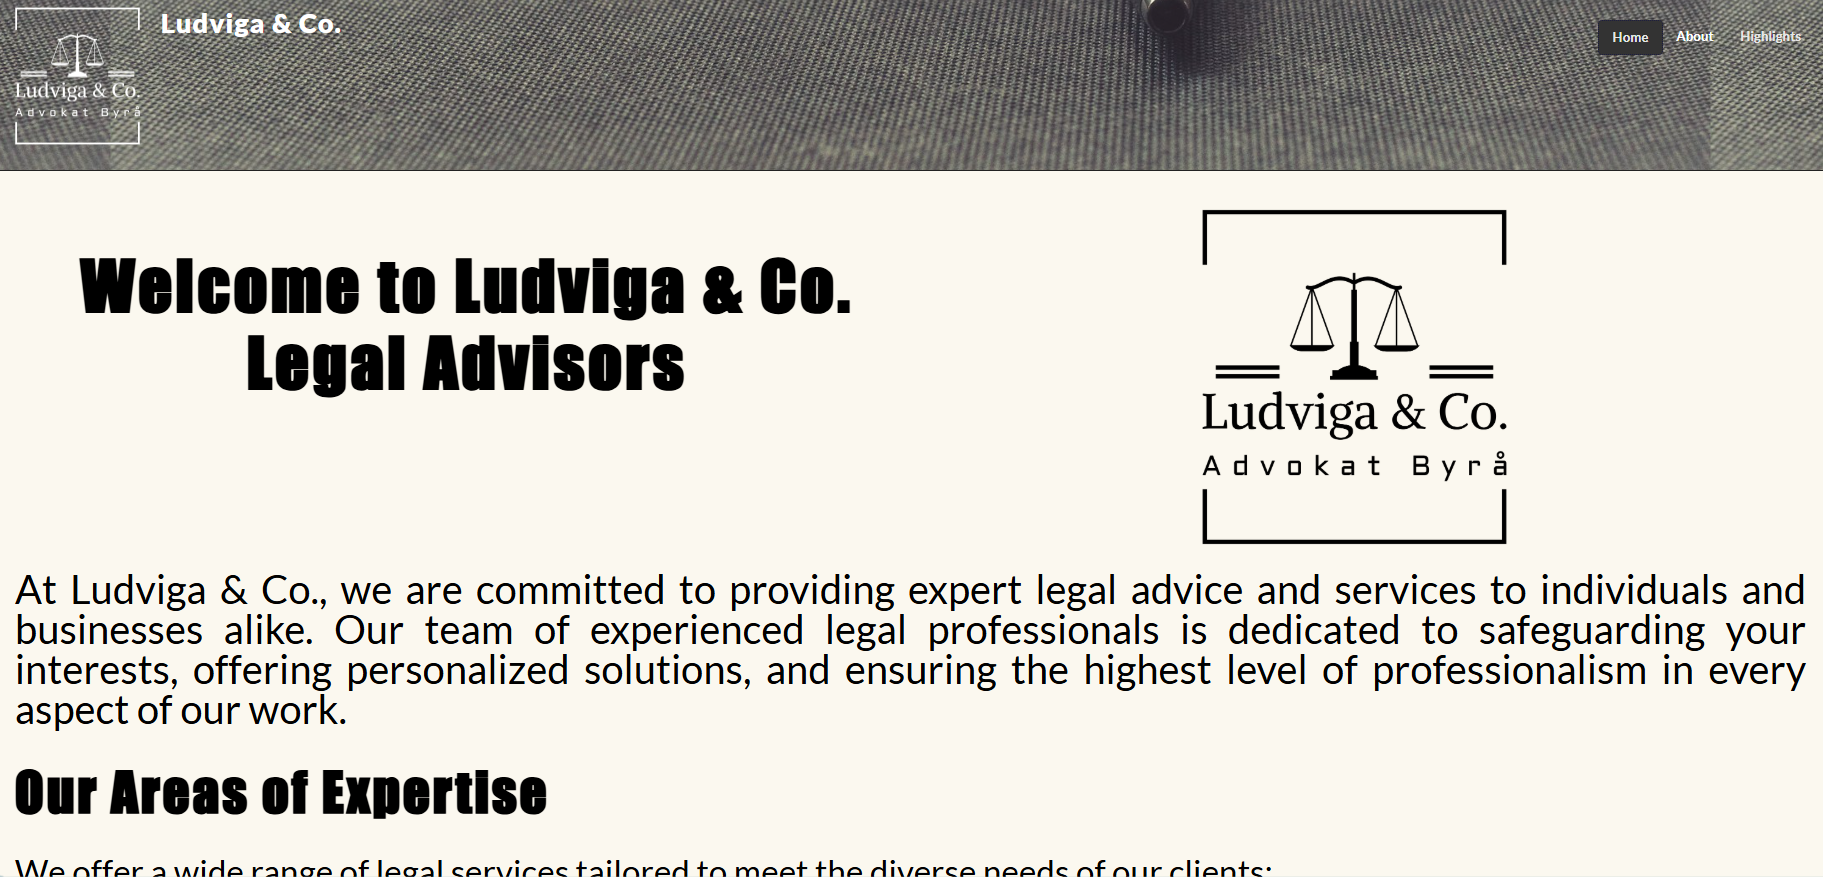 Ludviga & Co.
Home
About
Highlights
Ludviga & Co.
Advokat Byrå
Welcome to Ludviga & Co.
Legal Advisors
Ludviga & Co.
Advokat Byrå
At Ludviga & Co., we are committed to providing expert legal advice and services to individuals and
businesses alike. Our team of experienced legal professionals is dedicated to safeguarding your
interests, offering personalized solutions, and ensuring the highest level of professionalism in every
aspect of our work.
Our Areas of Expertise
We offer a wide range of legal services tailored to meet the diverse needs of our clients: